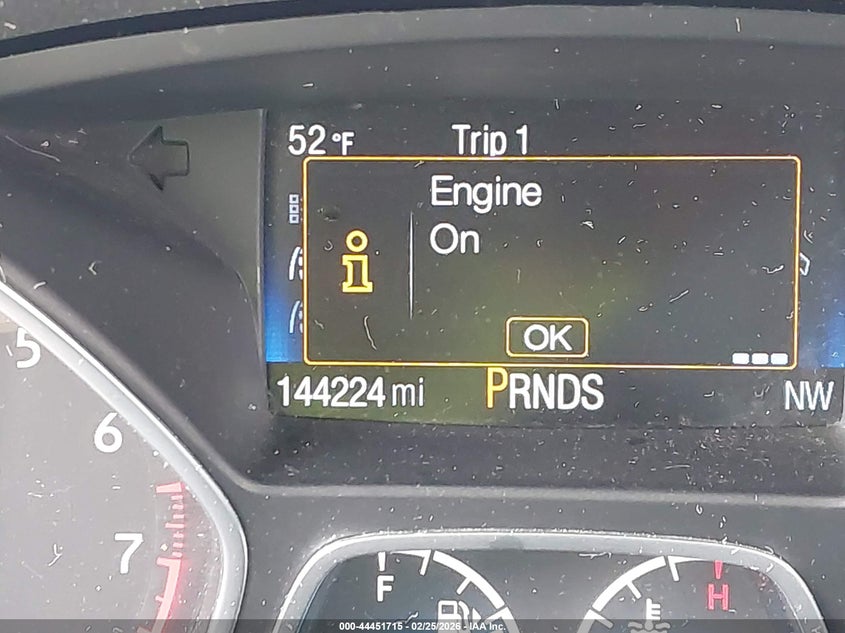 52°F Trip 1
Engine
On
i
OK
144224 mi PRNDS NW
5
6
7
F
H
000-44451715 - 02/25/2026 - IAA Inc.